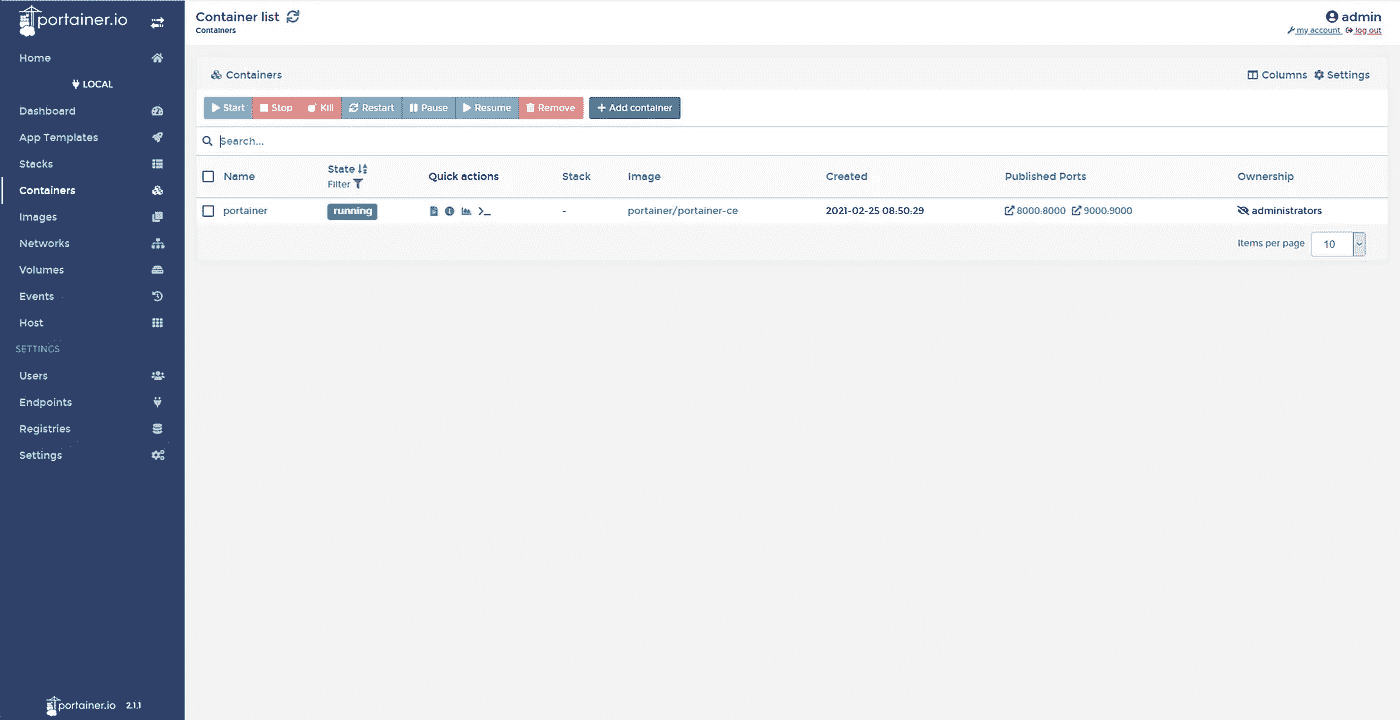 portainer.io
Home
LOCAL
Dashboard
App Templates
Stacks
Containers
Images
Networks
Volumes
Events
Host
SETTINGS
Users
Endpoints
Registries
Settings
portainer.io 2.1.1
Container list
Containers
admin
my account log out
Containers
Columns Settings
Start Stop Kill Restart Pause Resume Remove Add container
Search...
Name State Filter Quick actions Stack Image Created Published Ports Ownership
portainer running - portainer/portainer-ce 2021-02-25 08:50:29 8000:8000 9000:9000 administrators
Items per page 10